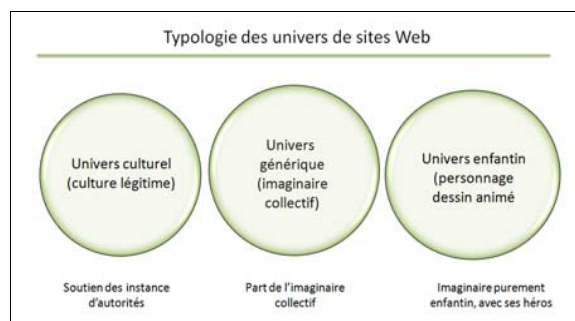 Typologie des univers de sites Web
Univers culturel
(culture légitime)
Univers
générique
(imaginaire
collectif)
Univers enfantin
(personnage
dessin animé
Soutien des instance
d'autorités
Part de l'imaginaire
collectif
Imaginaire purement
enfantin, avec ses héros